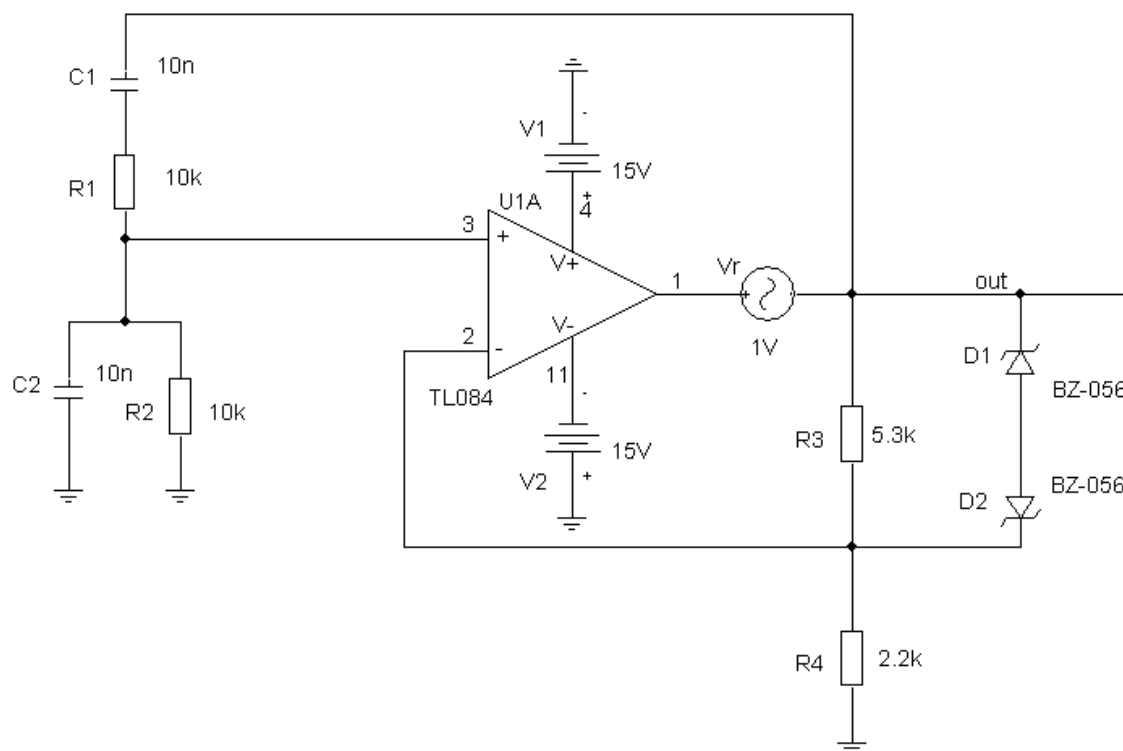 C1 10n
R1 10k
V1
15V
-
+
U1A
4
3
+
V+
1
Vr
1V
out
2
-
V-
11
TL084
-
15V
V2
+
C2 10n
R2 10k
D1
BZ-056
R3 5.3k
D2
BZ-056
R4 2.2k